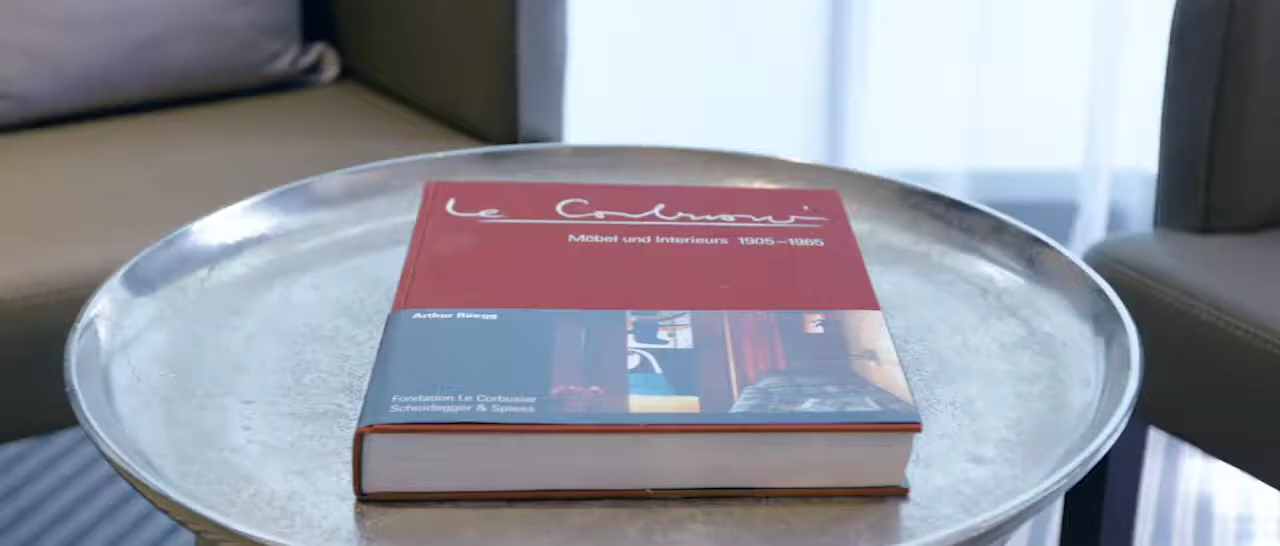 Le Corbusier
Möbel und Interieurs 1905–1965
Arthur Rüegg
Fondation Le Corbusier
Scheidegger & Spiess